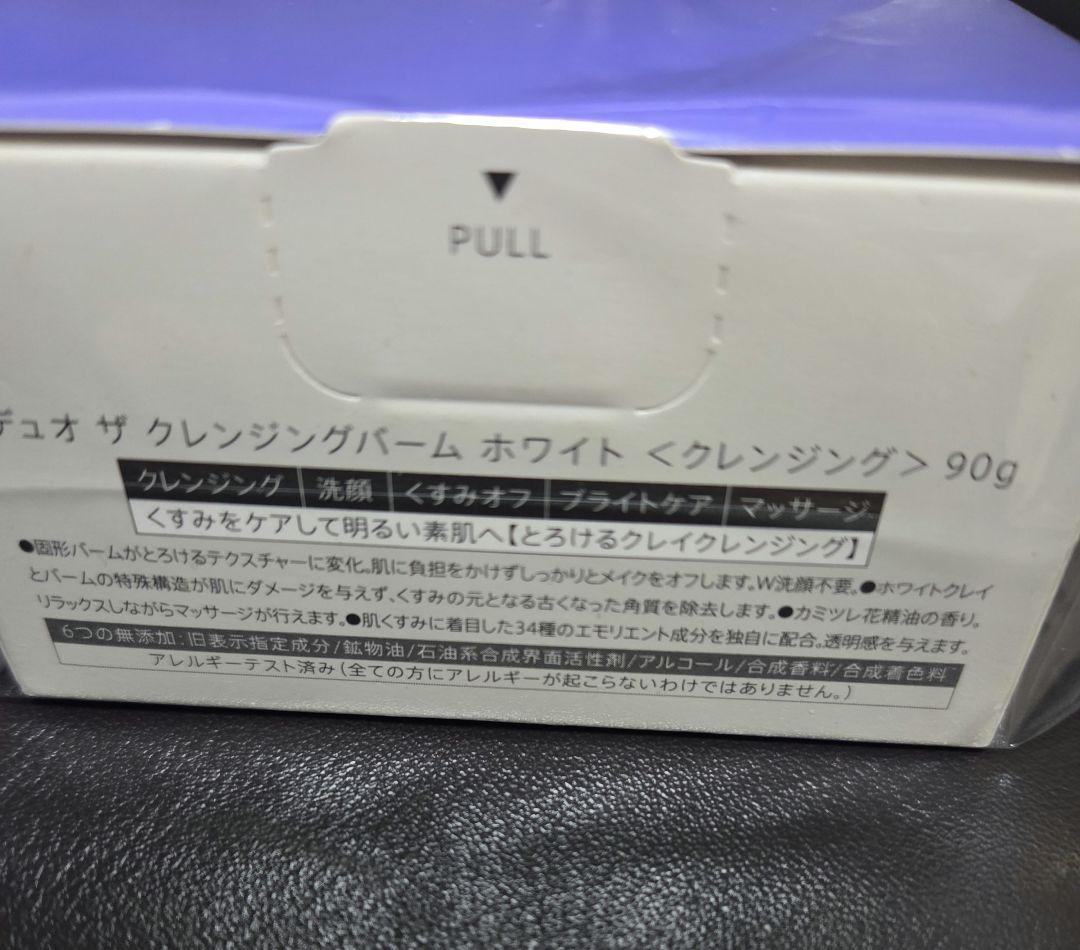 ▼
PULL
デュオ ザ クレンジングバーム ホワイト ＜クレンジング＞ 90g
クレンジング 洗顔 くすみオフ ブライトケア マッサージ
くすみをケアして明るい素肌へ【とろけるクレイクレンジング】
●固形バームがとろけるテクスチャーに変化。肌に負担をかけずしっかりとメイクをオフします。W洗顔不要。●ホワイトクレイ
とバームの特殊構造が肌にダメージを与えず、くすみの元となる古くなった角質を除去します。●カミツレ花精油の香り。
リラックスしながらマッサージが行えます。●肌くすみに着目した34種のエモリエント成分を独自に配合。透明感を与えます。
6つの無添加：旧表示指定成分/鉱物油/石油系合成界面活性剤/アルコール/合成香料/合成着色料
アレルギーテスト済み（全ての方にアレルギーが起こらないわけではありません。）